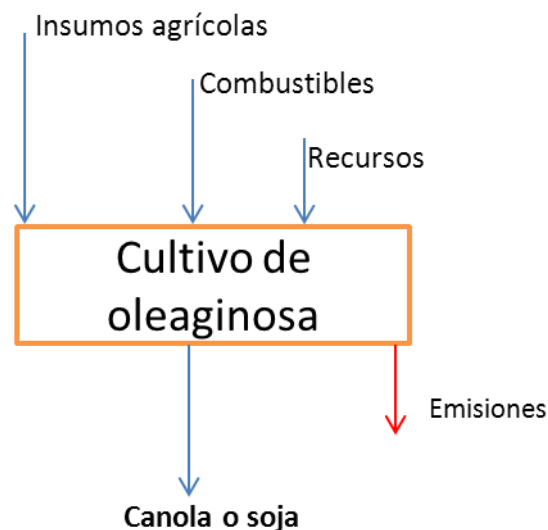 Insumos agrícolas
Combustibles
Recursos
Cultivo de
oleaginosa
Emisiones
Canola o soja